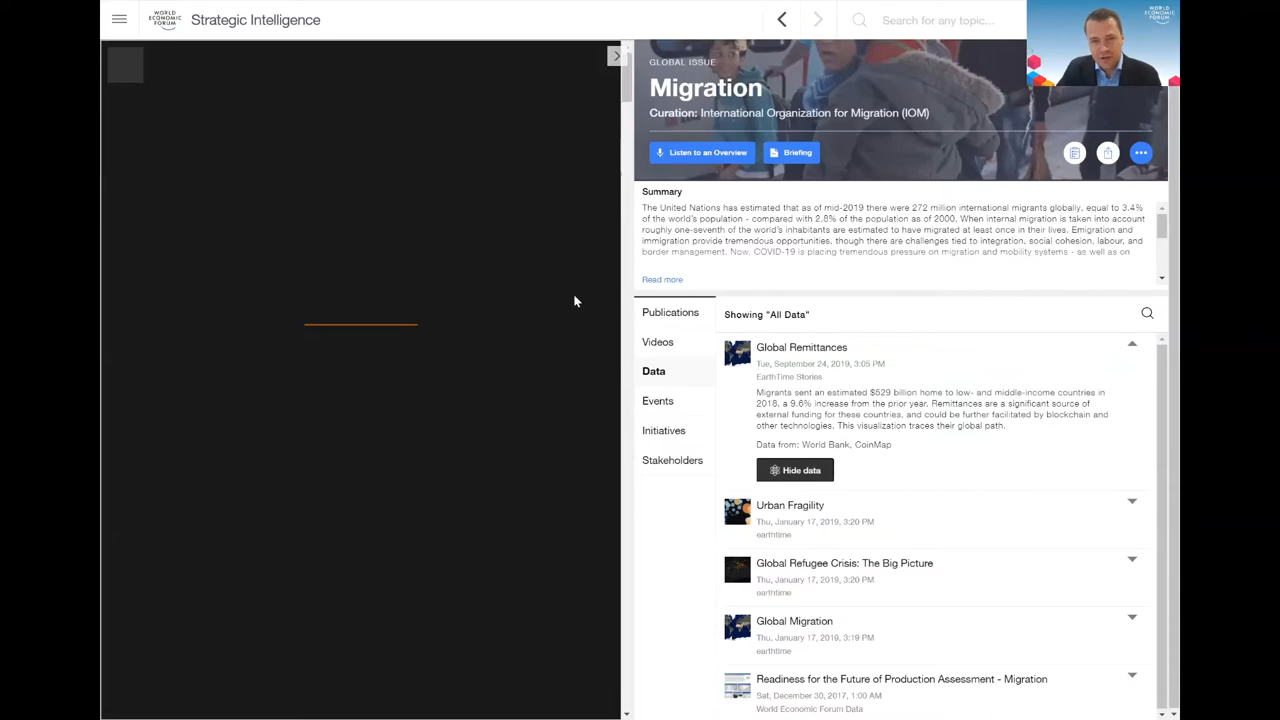 WORLD
ECONOMIC
FORUM
Strategic Intelligence
Search for any topic...
WORLD
ECONOMIC
FORUM
GLOBAL ISSUE
Migration
Curation: International Organization for Migration (IOM)
Listen to an Overview
Briefing
Summary
The United Nations has estimated that as of mid-2019 there were 272 million international migrants globally, equal to 3.4%
of the world's population - compared with 2.8% of the population as of 2000. When internal migration is taken into account
roughly one-seventh of the world's inhabitants are estimated to have migrated at least once in their lives. Emigration and
immigration provide tremendous opportunities, though there are challenges tied to integration, social cohesion, labour, and
border management. Now, COVID-19 is placing tremendous pressure on migration and mobility systems - as well as on
Read more
Publications
Videos
Data
Events
Initiatives
Stakeholders
Showing "All Data"
Global Remittances
Tue, September 24, 2019, 3:05 PM
EarthTime Stories
Migrants sent an estimated $529 billion home to low- and middle-income countries in
2018, a 9.6% increase from the prior year. Remittances are a significant source of
external funding for these countries, and could be further facilitated by blockchain and
other technologies. This visualization traces their global path.
Data from: World Bank, CoinMap
Hide data
Urban Fragility
Thu, January 17, 2019, 3:20 PM
earthtime
Global Refugee Crisis: The Big Picture
Thu, January 17, 2019, 3:20 PM
earthtime
Global Migration
Thu, January 17, 2019, 3:19 PM
earthtime
Readiness for the Future of Production Assessment - Migration
Sat, December 30, 2017, 1:00 AM
World Economic Forum Data